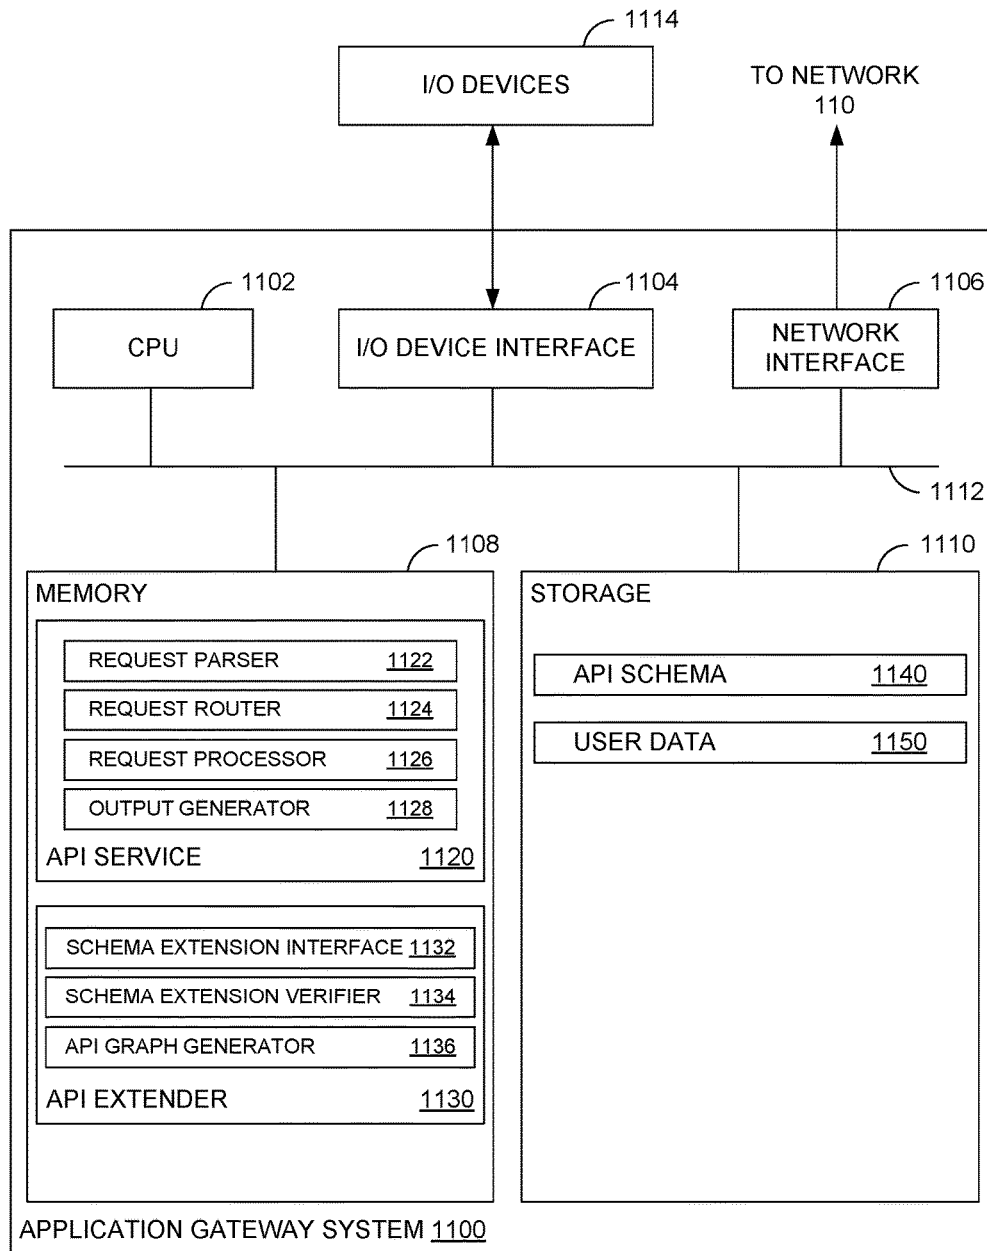 1114
I/O DEVICES
TO NETWORK
110
1102
CPU
1104
I/O DEVICE INTERFACE
1106
NETWORK
INTERFACE
1112
1108
MEMORY
REQUEST PARSER 1122
REQUEST ROUTER 1124
REQUEST PROCESSOR 1126
OUTPUT GENERATOR 1128
API SERVICE 1120
SCHEMA EXTENSION INTERFACE 1132
SCHEMA EXTENSION VERIFIER 1134
API GRAPH GENERATOR 1136
API EXTENDER 1130
1110
STORAGE
API SCHEMA 1140
USER DATA 1150
APPLICATION GATEWAY SYSTEM 1100